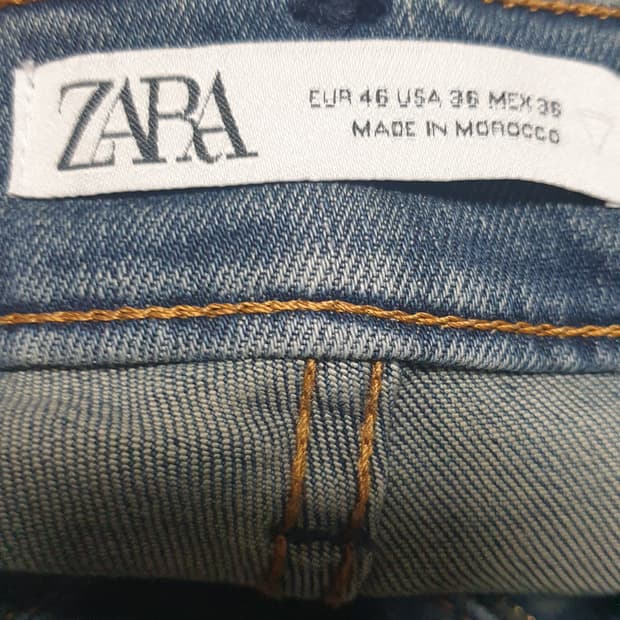 ZARA
EUR 46 USA 36 MEX 36
MADE IN MOROCCO